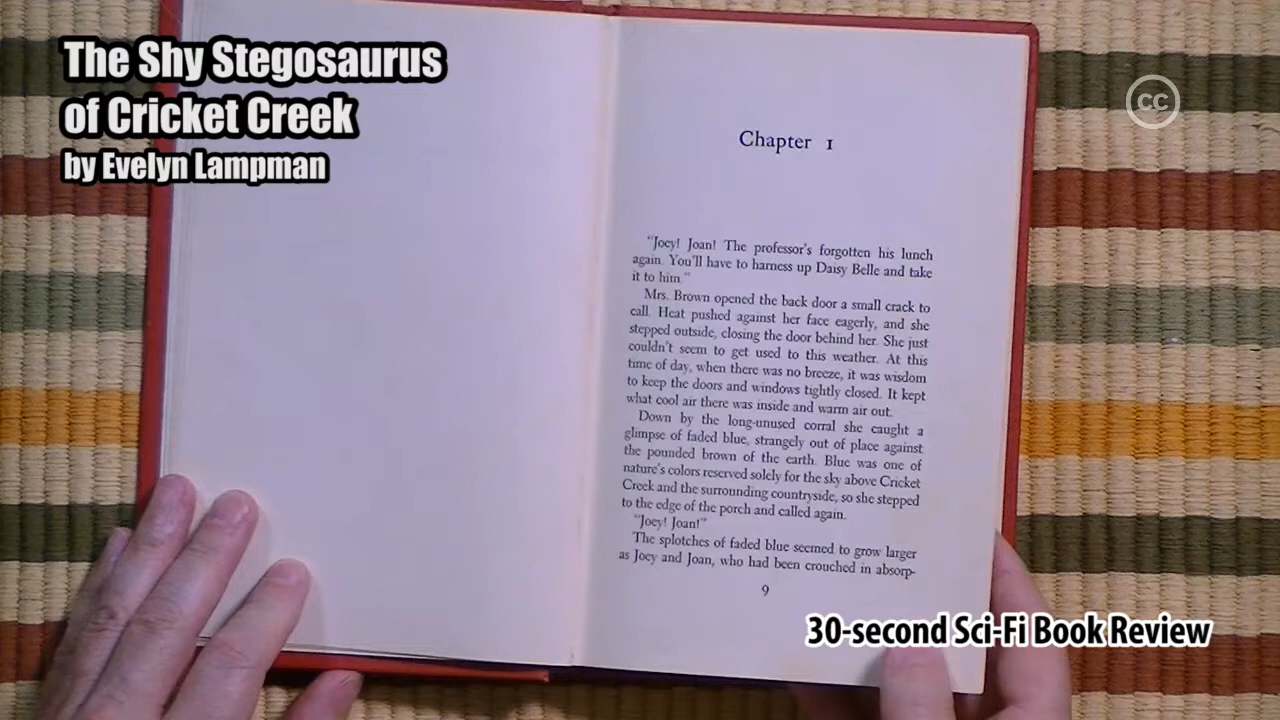 The Shy Stegosaurus
of Cricket Creek
by Evelyn Lampman
cc
Chapter 1
"Joey! Joan! The professor's forgotten his lunch
again. You'll have to harness up Daisy Belle and take
it to him."
Mrs. Brown opened the back door a small crack to
call. Heat pushed against her face eagerly, and she
stepped outside, closing the door behind her. She just
couldn't seem to get used to this weather. At this
time of day, when there was no breeze, it was wisdom
to keep the doors and windows tightly closed. It kept
what cool air there was inside and warm air out.
Down by the long-unused corral she caught a
glimpse of faded blue, strangely out of place against
the pounded brown of the earth. Blue was one of
nature's colors reserved solely for the sky above Cricket
Creek and the surrounding countryside, so she stepped
to the edge of the porch and called again.
"Joey! Joan!"
The splotches of faded blue seemed to grow larger
as Joey and Joan, who had been crouched in absorp-
9
30-second Sci-Fi Book Review